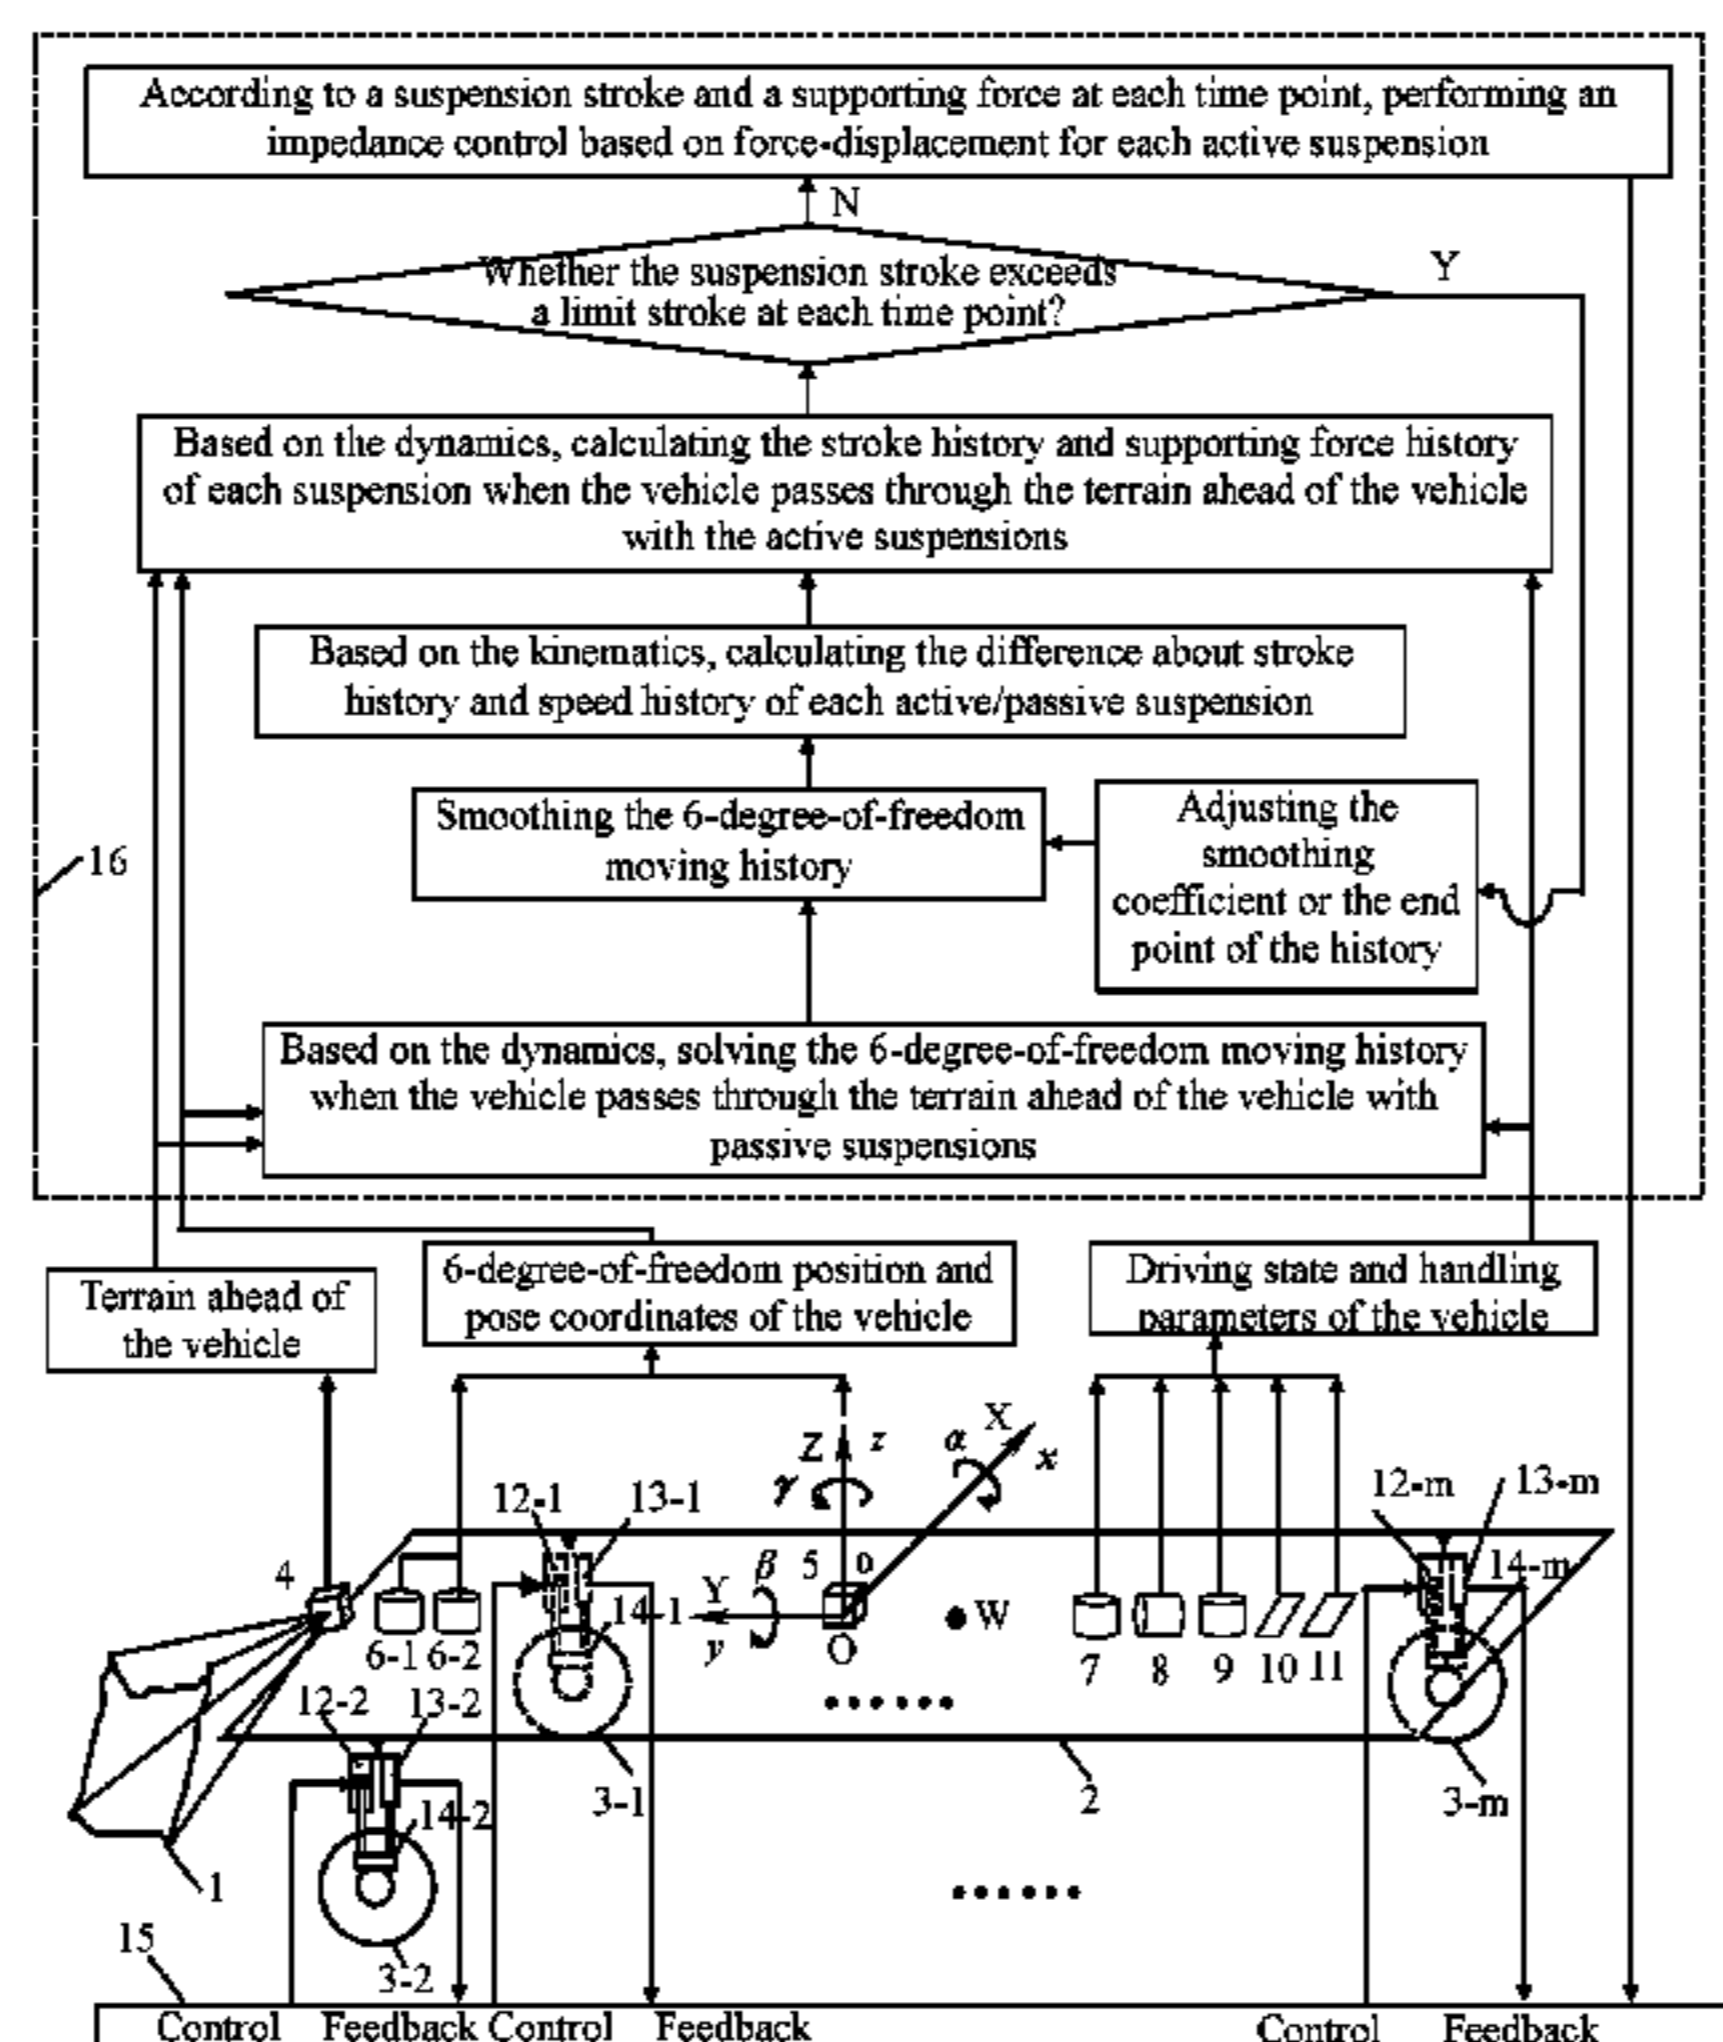 According to a suspension stroke and a supporting force at each time point, performing an
impedance control based on force-displacement for each active suspension
N
Whether the suspension stroke exceeds
a limit stroke at each time point?
Y
Based on the dynamics, calculating the stroke history and supporting force history
of each suspension when the vehicle passes through the terrain ahead of the vehicle
with the active suspensions
Based on the kinematics, calculating the difference about stroke
history and speed history of each active/passive suspension
Smoothing the 6-degree-of-freedom
moving history
Adjusting the
smoothing
coefficient or the end
point of the history
16
Based on the dynamics, solving the 6-degree-of-freedom moving history
when the vehicle passes through the terrain ahead of the vehicle with
passive suspensions
Terrain ahead of
the vehicle
6-degree-of-freedom position and
pose coordinates of the vehicle
Driving state and handling
parameters of the vehicle
Z z
X
x
α
γ
12-1 13-1
12-m 13-m
4
β
5
o
14-m
Y
y
14-1
O
W
6-1 6-2
7 8 9 10 11
12-2 13-2
......
3-1
2
3-m
14-2
1
......
15
3-2
Control Feedback Control Feedback
Control Feedback